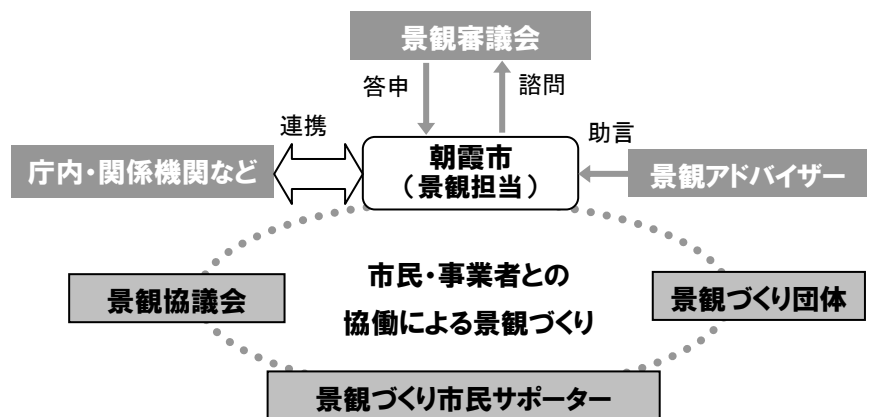 景観審議会
答申
諮問
連携
助言
庁内・関係機関など
朝霞市
（景観担当）
景観アドバイザー
市民・事業者との
協働による景観づくり
景観協議会
景観づくり団体
景観づくり市民サポーター